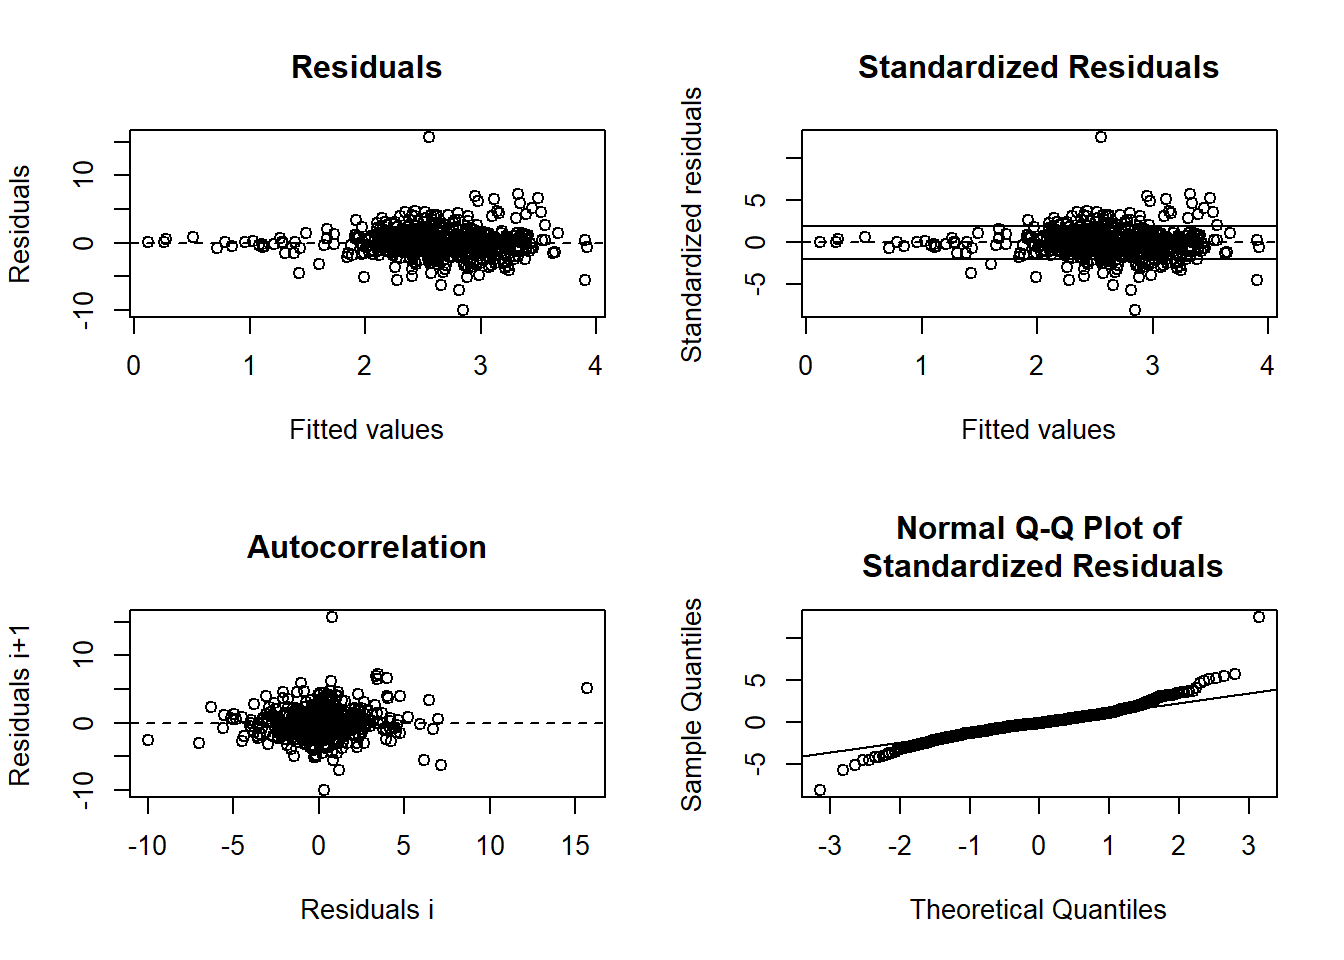 Residuals
Residuals
-10 0 10
0 1 2 3 4
Fitted values
Standardized Residuals
Standardized residuals
-5 0 5
0 1 2 3 4
Fitted values
Autocorrelation
Residuals i+1
-10 0 10
-10 -5 0 5 10 15
Residuals i
Normal Q-Q Plot of
Standardized Residuals
Sample Quantiles
-5 0 5
-3 -2 -1 0 1 2 3
Theoretical Quantiles